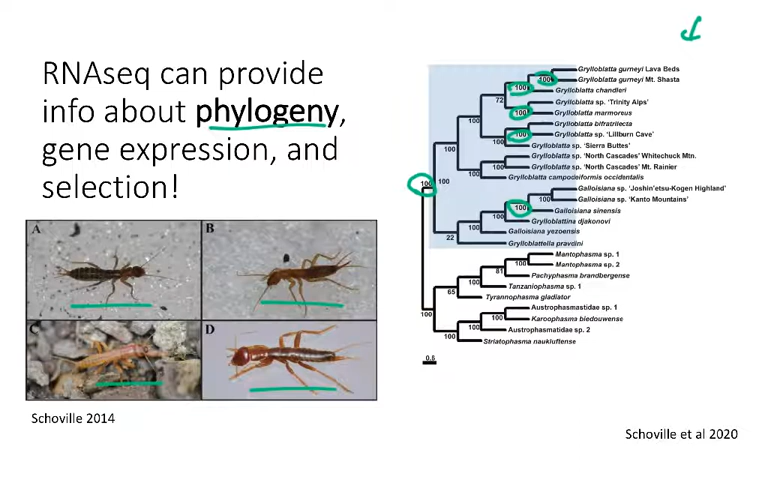 RNAseq can provide
info about phylogeny,
gene expression, and
selection!
A
B
C
D
Schoville 2014
Grylloblatta gurneyi Lava Beds
100
Grylloblatta gurneyi Mt. Shasta
100
Grylloblatta chandleri
72
Grylloblatta sp. 'Trinity Alps'
100
Grylloblatta marmoreus
100
Grylloblatta bifratrilecta
100
Grylloblatta sp. 'Lillburn Cave'
100
Grylloblatta sp. 'Sierra Buttes'
100
Grylloblatta sp. 'North Cascades' Whitechuck Mtn.
100
Grylloblatta sp. 'North Cascades' Mt. Rainier
Grylloblatta campodeiformis occidentalis
100
100
Galloisiana sp. 'Joshin'etsu-Kogen Highland'
100
Galloisiana sp. 'Kanto Mountains'
100
Galloisiana sinensis
100
Grylloblattina djakonovi
Galloisiana yezoensis
22
Grylloblattella pravdini
Mantophasma sp. 1
100
Mantophasma sp. 2
81
Pachyphasma brandbergense
100
Tanzaniophasma sp. 1
65
Tyrannophasma gladiator
Austrophasmastidae sp. 1
100
100
Karoophasma biedouwense
100
Austrophasmatidae sp. 2
100
Striatophasma naukluftense
0.8
Schoville et al 2020